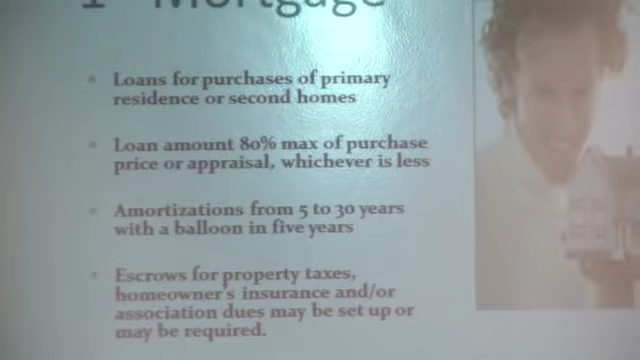 1st Mortgage
Loans for purchases of primary
residence or second homes
Loan amount 80% max of purchase
price or appraisal, whichever is less
Amortizations from 5 to 30 years
with a balloon in five years
Escrows for property taxes,
homeowner's insurance and/or
association dues may be set up or
may be required.